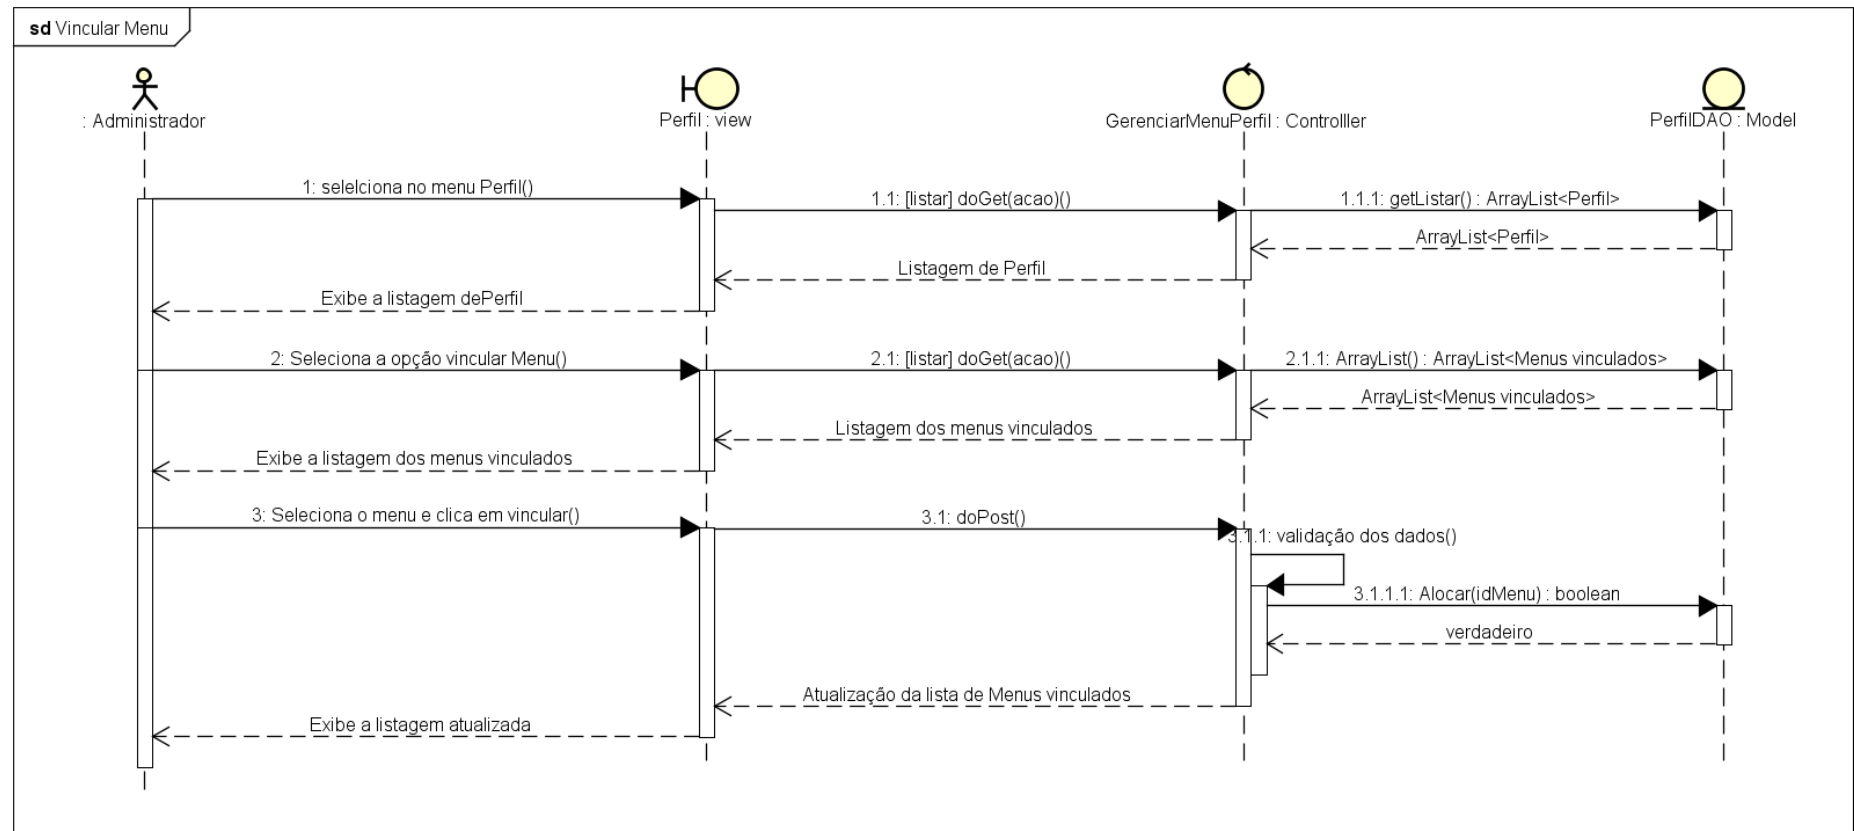 sd Vincular Menu
: Administrador
Perfil : view
GerenciarMenuPerfil : Controlller
PerfilDAO : Model
1: selelciona no menu Perfil()
1.1: [listar] doGet(acao)()
1.1.1: getListar() : ArrayList<Perfil>
ArrayList<Perfil>
Listagem de Perfil
Exibe a listagem dePerfil
2: Seleciona a opção vincular Menu()
2.1: [listar] doGet(acao)()
2.1.1: ArrayList() : ArrayList<Menus vinculados>
ArrayList<Menus vinculados>
Listagem dos menus vinculados
Exibe a listagem dos menus vinculados
3: Seleciona o menu e clica em vincular()
3.1: doPost()
3.1.1: validação dos dados()
3.1.1.1: Alocar(idMenu) : boolean
verdadeiro
Atualização da lista de Menus vinculados
Exibe a listagem atualizada